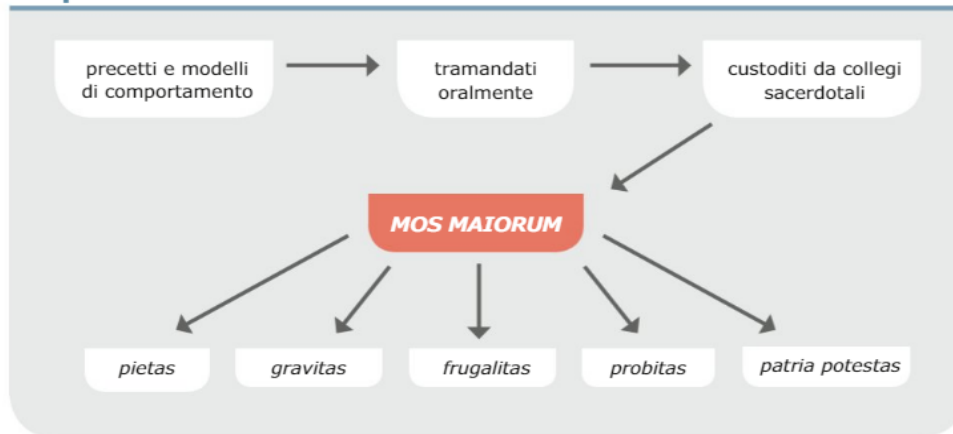 precetti e modelli
di comportamento
tramandati
oralmente
custoditi da collegi
sacerdotali
MOS MAIORUM
pietas
gravitas
frugalitas
probitas
patria potestas